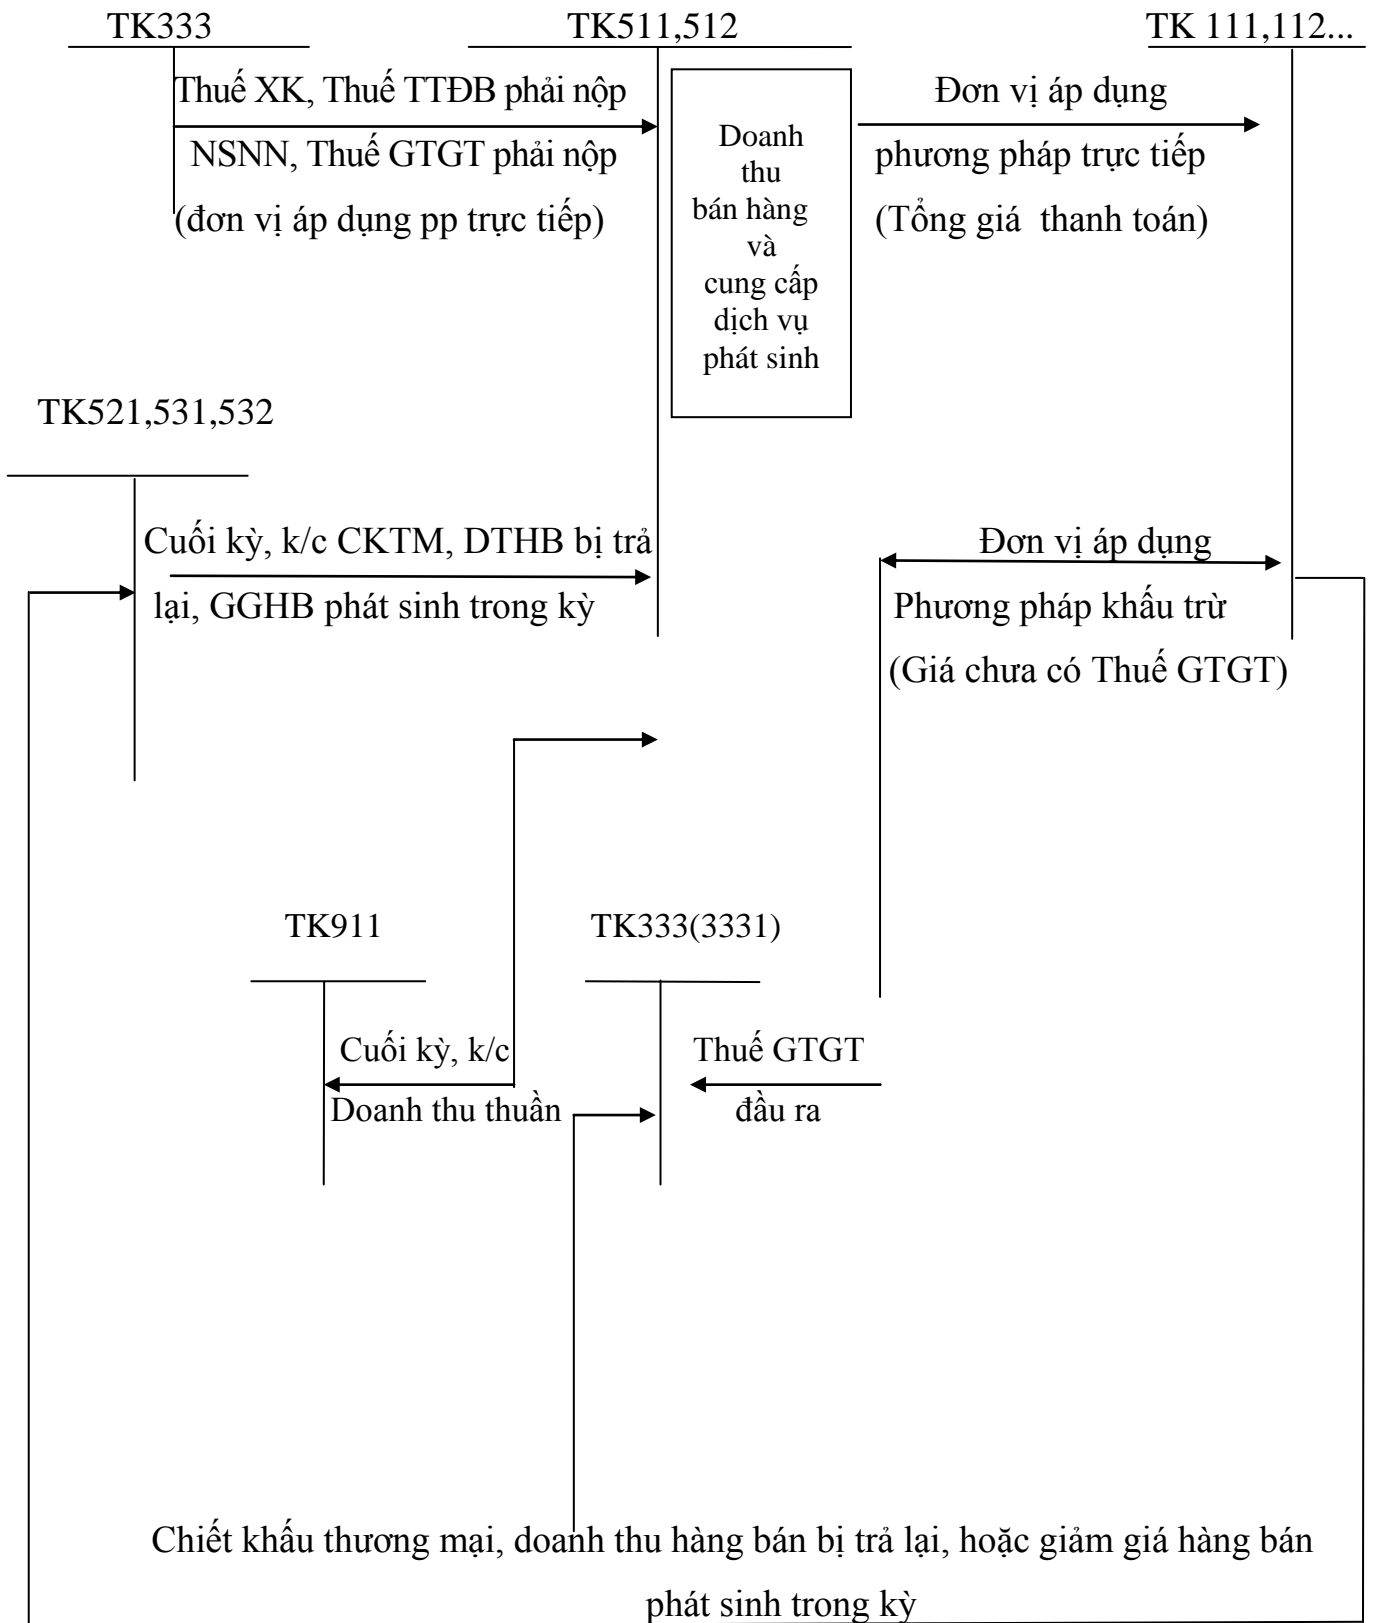 TK333
TK511,512
TK 111,112...
Thuế XK, Thuế TTĐB phải nộp
NSNN, Thuế GTGT phải nộp
(đơn vị áp dụng pp trực tiếp)
Doanh
thu
bán hàng
và
cung cấp
dịch vụ
phát sinh
Đơn vị áp dụng
phương pháp trực tiếp
(Tổng giá thanh toán)
TK521,531,532
Cuối kỳ, k/c CKTM, DTHB bị trả
lại, GGHB phát sinh trong kỳ
Đơn vị áp dụng
Phương pháp khấu trừ
(Giá chưa có Thuế GTGT)
TK911
TK333(3331)
Cuối kỳ, k/c
Doanh thu thuần
Thuế GTGT
đầu ra
Chiết khấu thương mại, doanh thu hàng bán bị trả lại, hoặc giảm giá hàng bán
phát sinh trong kỳ